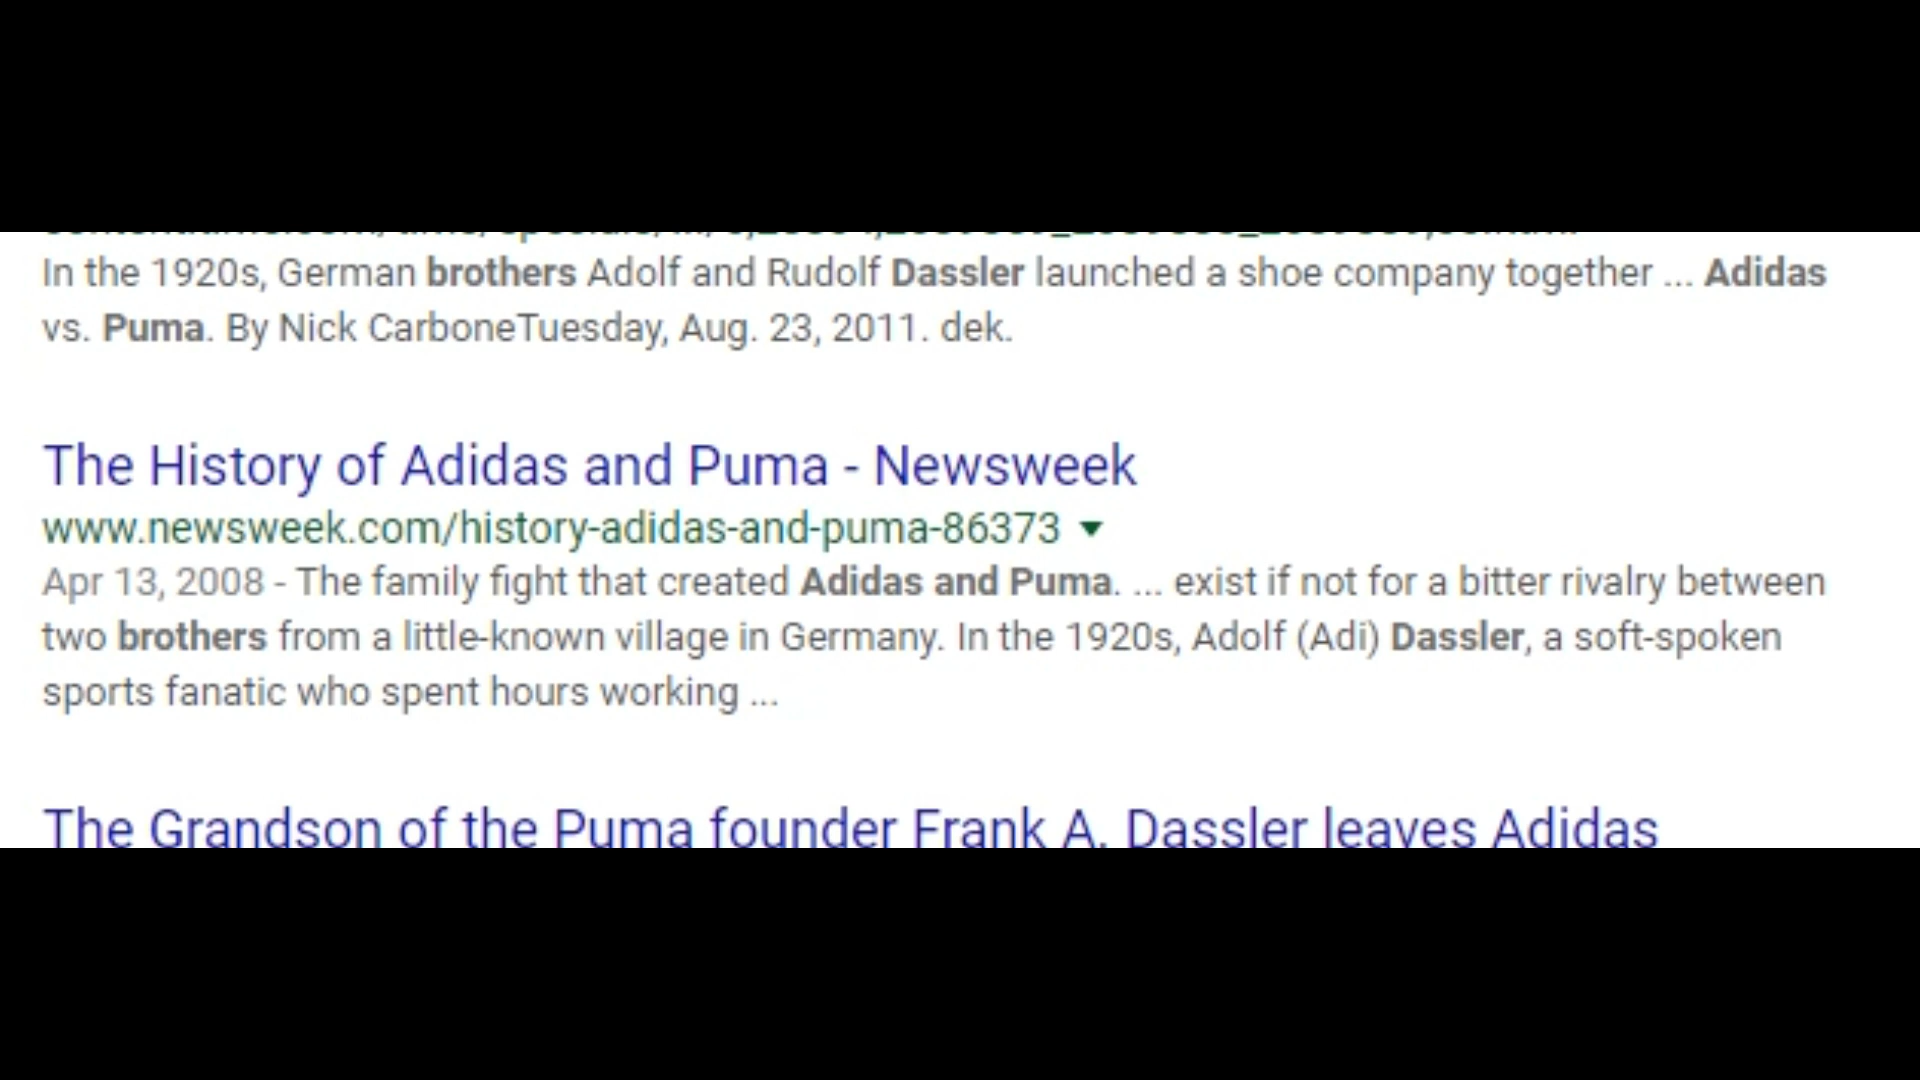 In the 1920s, German brothers Adolf and Rudolf Dassler launched a shoe company together ... Adidas
vs. Puma. By Nick CarboneTuesday, Aug. 23, 2011. dek.
The History of Adidas and Puma - Newsweek
www.newsweek.com/history-adidas-and-puma-86373
Apr 13, 2008 - The family fight that created Adidas and Puma. ... exist if not for a bitter rivalry between
two brothers from a little-known village in Germany. In the 1920s, Adolf (Adi) Dassler, a soft-spoken
sports fanatic who spent hours working ...
The Grandson of the Puma founder Frank A. Dassler leaves Adidas